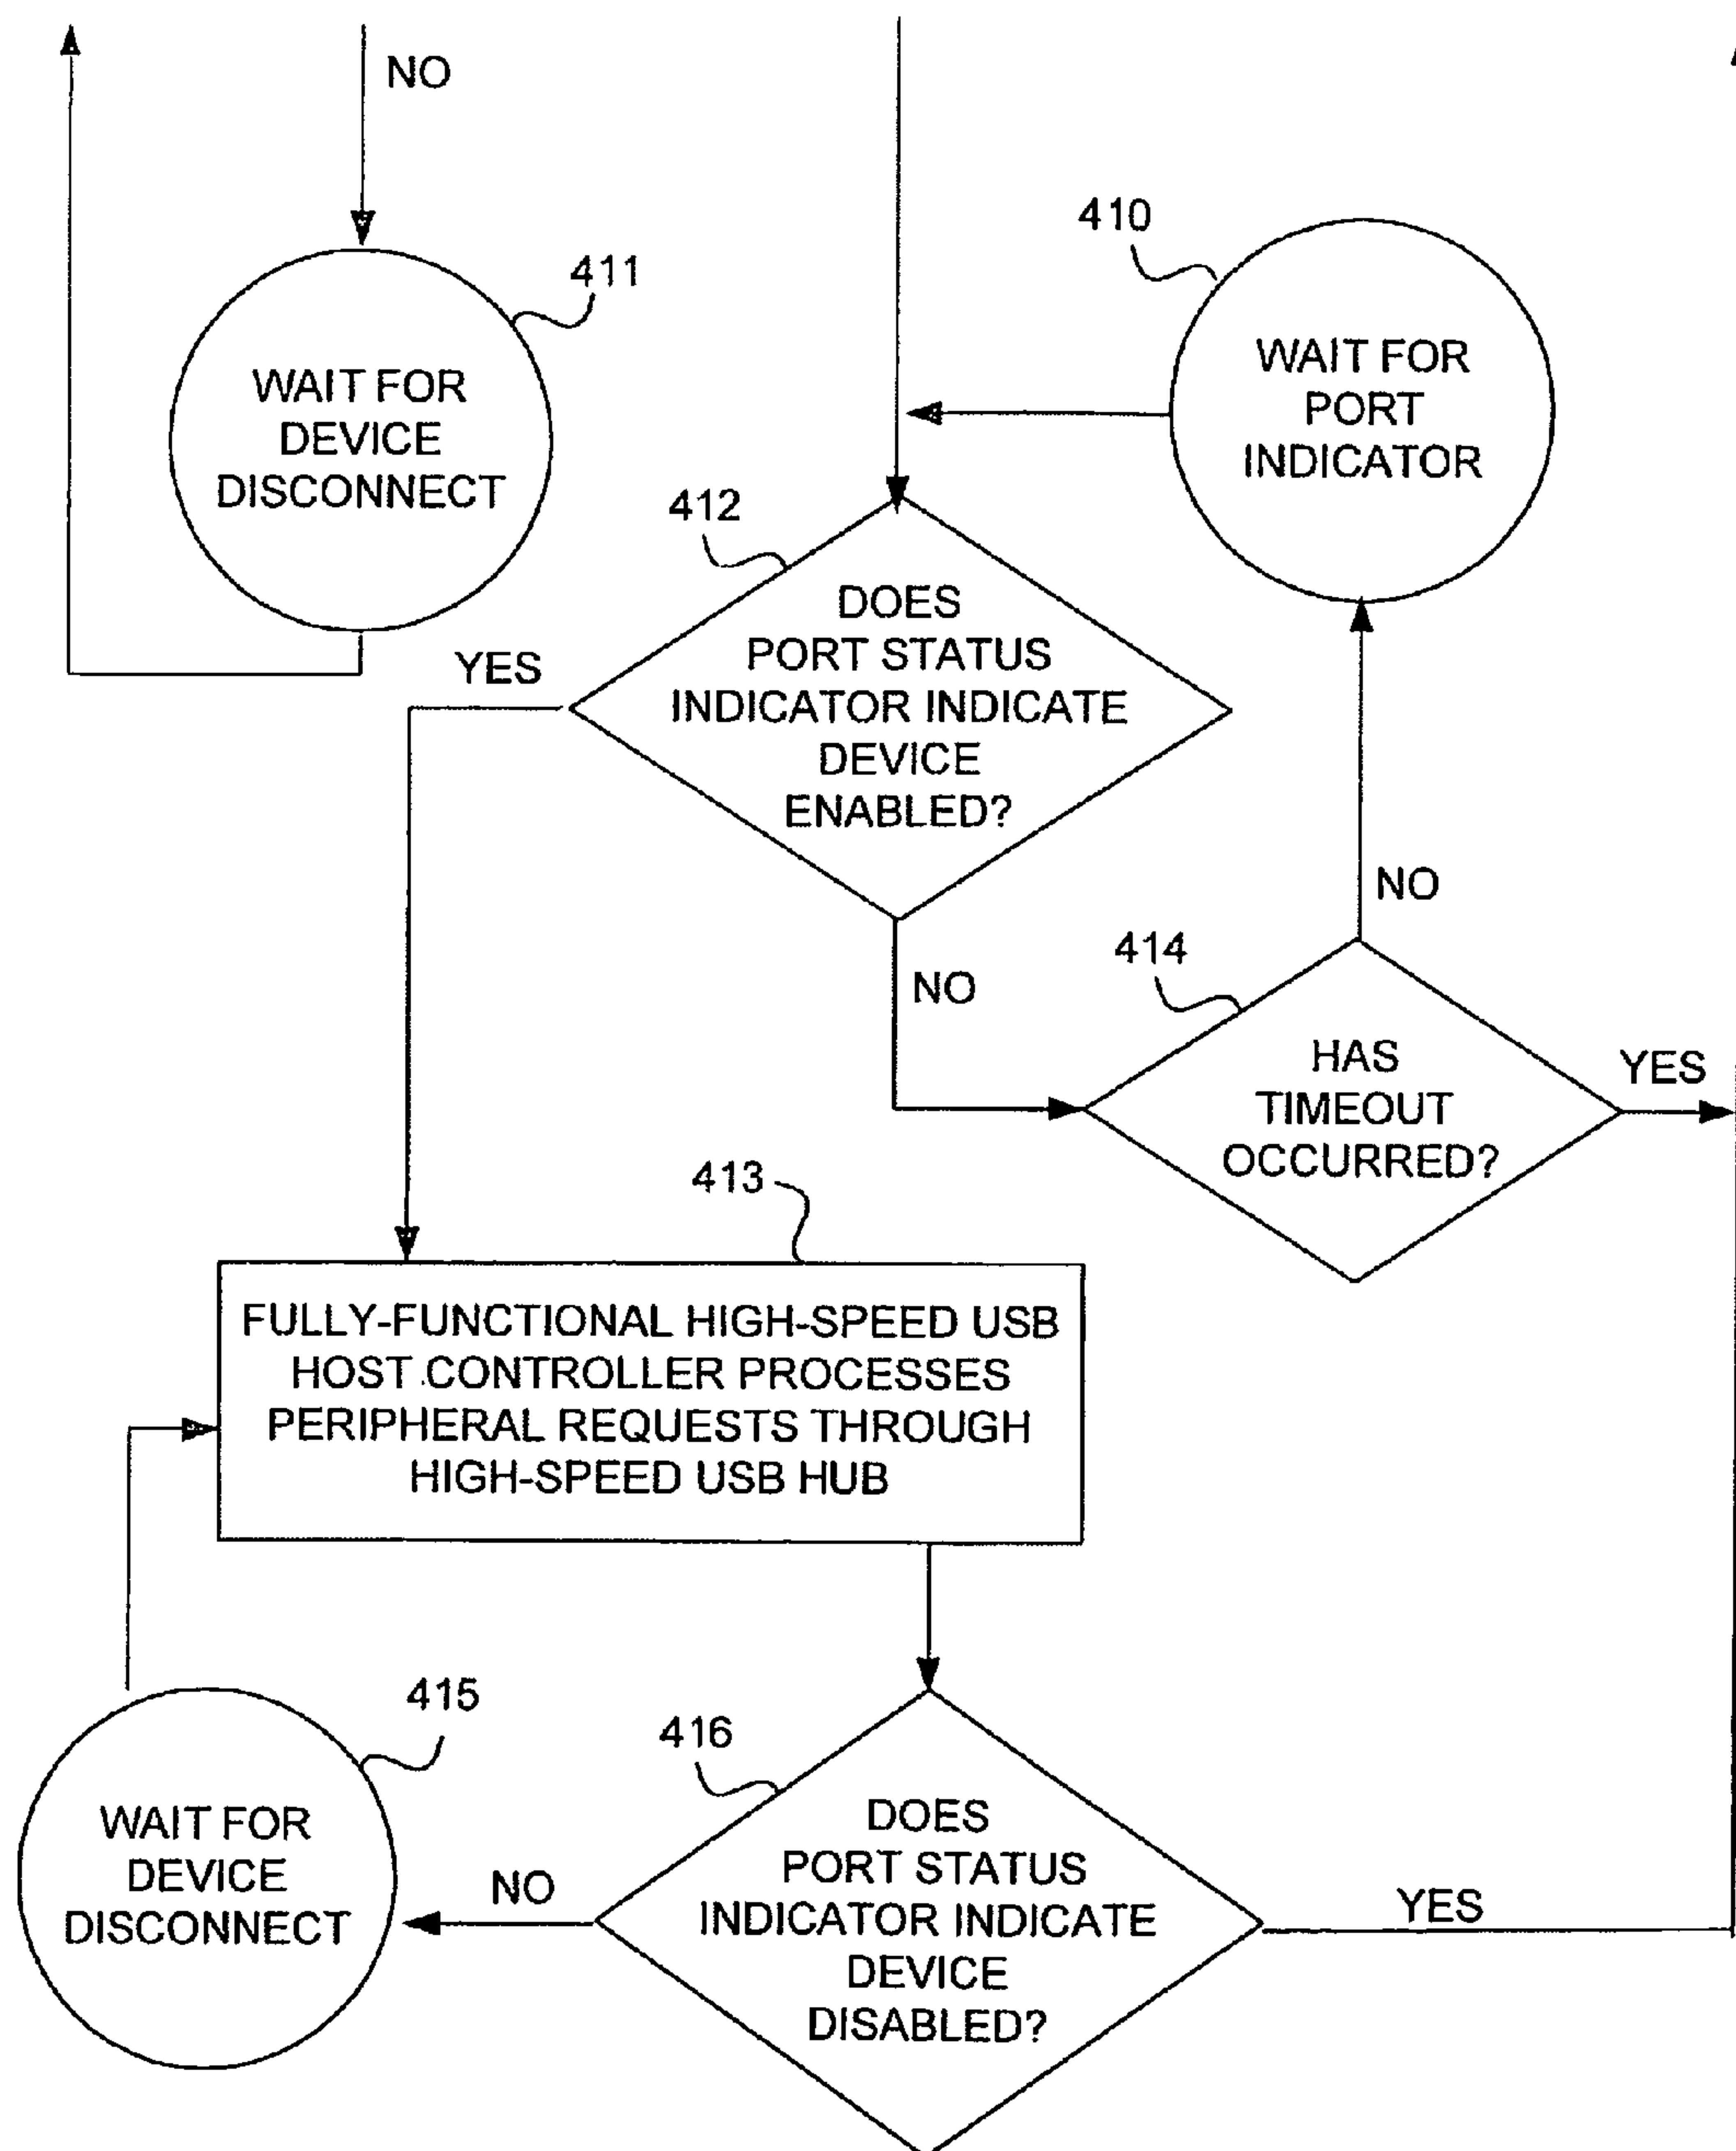 NO
410
411
WAIT FOR
PORT
INDICATOR
WAIT FOR
DEVICE
DISCONNECT
412
DOES
PORT STATUS
INDICATOR INDICATE
DEVICE
ENABLED?
YES
NO
NO
414
HAS
TIMEOUT
OCCURRED?
YES
413
FULLY-FUNCTIONAL HIGH-SPEED USB
HOST CONTROLLER PROCESSES
PERIPHERAL REQUESTS THROUGH
HIGH-SPEED USB HUB
415
WAIT FOR
DEVICE
DISCONNECT
416
DOES
PORT STATUS
INDICATOR INDICATE
DEVICE
DISABLED?
NO
YES